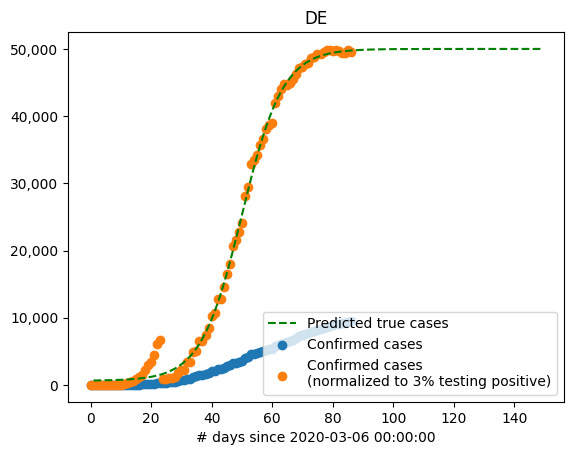 DE
50,000
40,000
30,000
20,000
10,000
0
Predicted true cases
Confirmed cases
Confirmed cases
(normalized to 3% testing positive)
0 20 40 60 80 100 120 140
# days since 2020-03-06 00:00:00